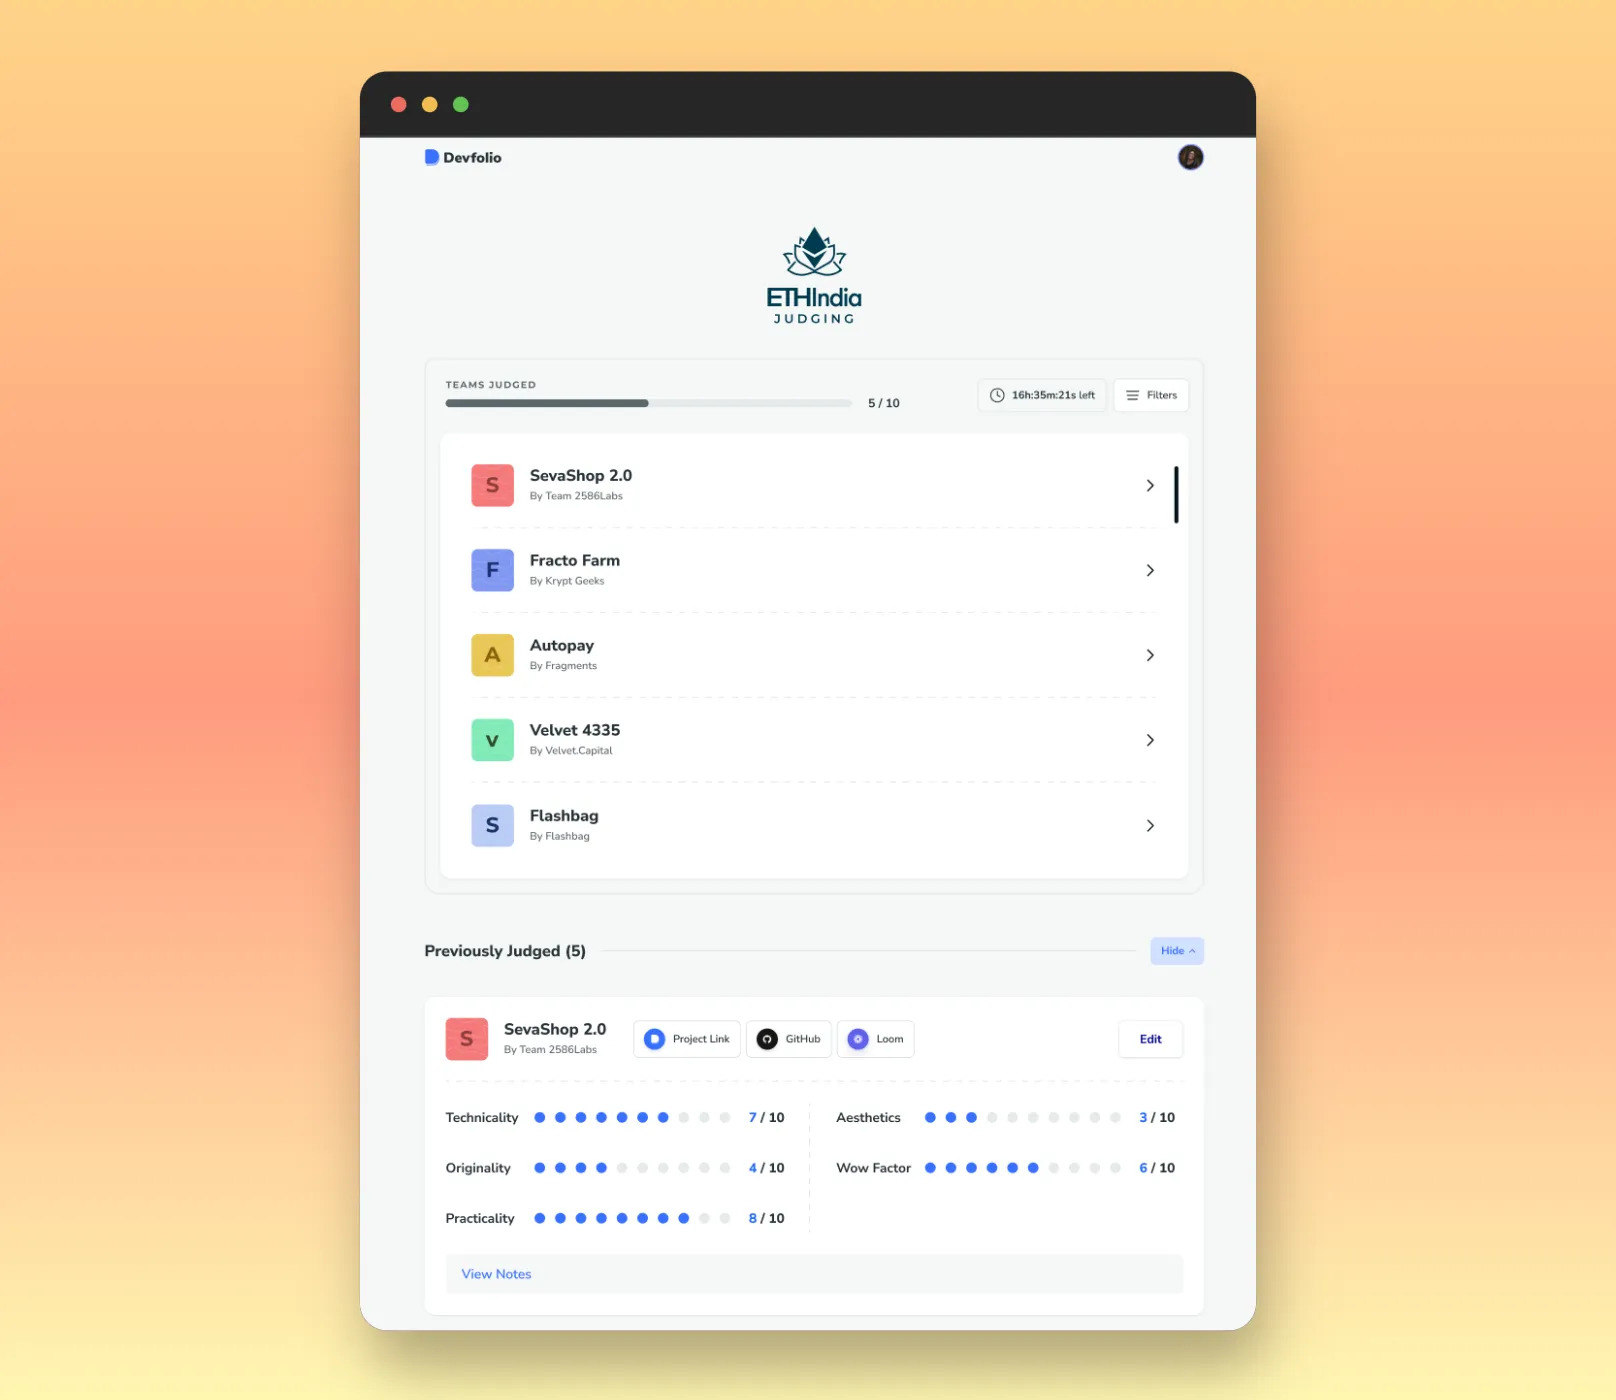 Devfolio
ETHIndia
JUDGING
TEAMS JUDGED
5 / 10
16h:35m:21s left
Filters
S
SevaShop 2.0
By Team 2586Labs
F
Fracto Farm
By Krypt Geeks
A
Autopay
By Fragments
V
Velvet 4335
By Velvet.Capital
S
Flashbag
By Flashbag
Previously Judged (5)
Hide
S
SevaShop 2.0
By Team 2586Labs
Project Link
GitHub
Loom
Edit
Technicality 7 / 10
Aesthetics 3 / 10
Originality 4 / 10
Wow Factor 6 / 10
Practicality 8 / 10
View Notes